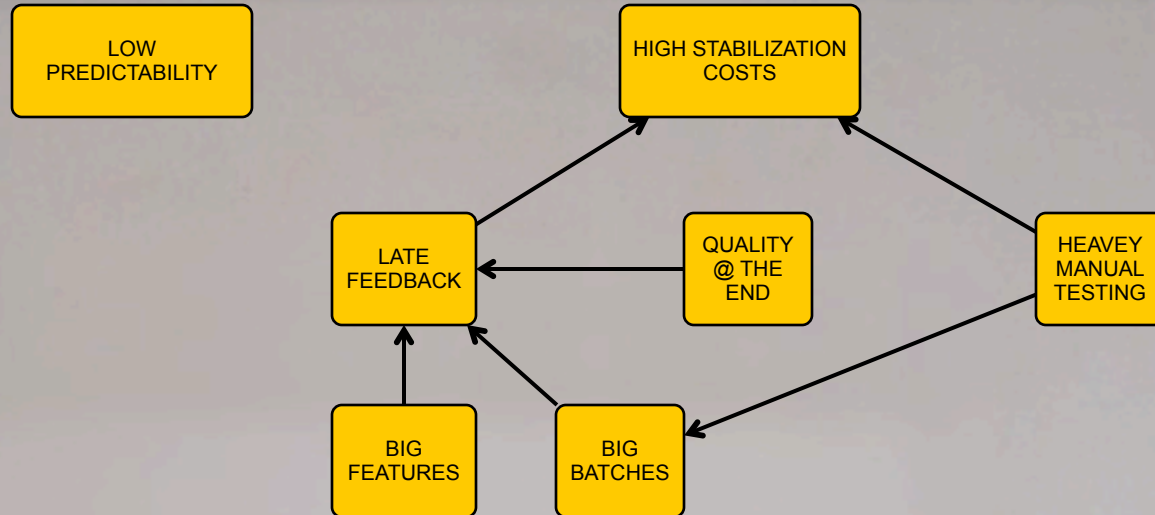 LOW
PREDICTABILITY
HIGH STABILIZATION
COSTS
LATE
FEEDBACK
QUALITY
@ THE
END
HEAVEY
MANUAL
TESTING
BIG
FEATURES
BIG
BATCHES